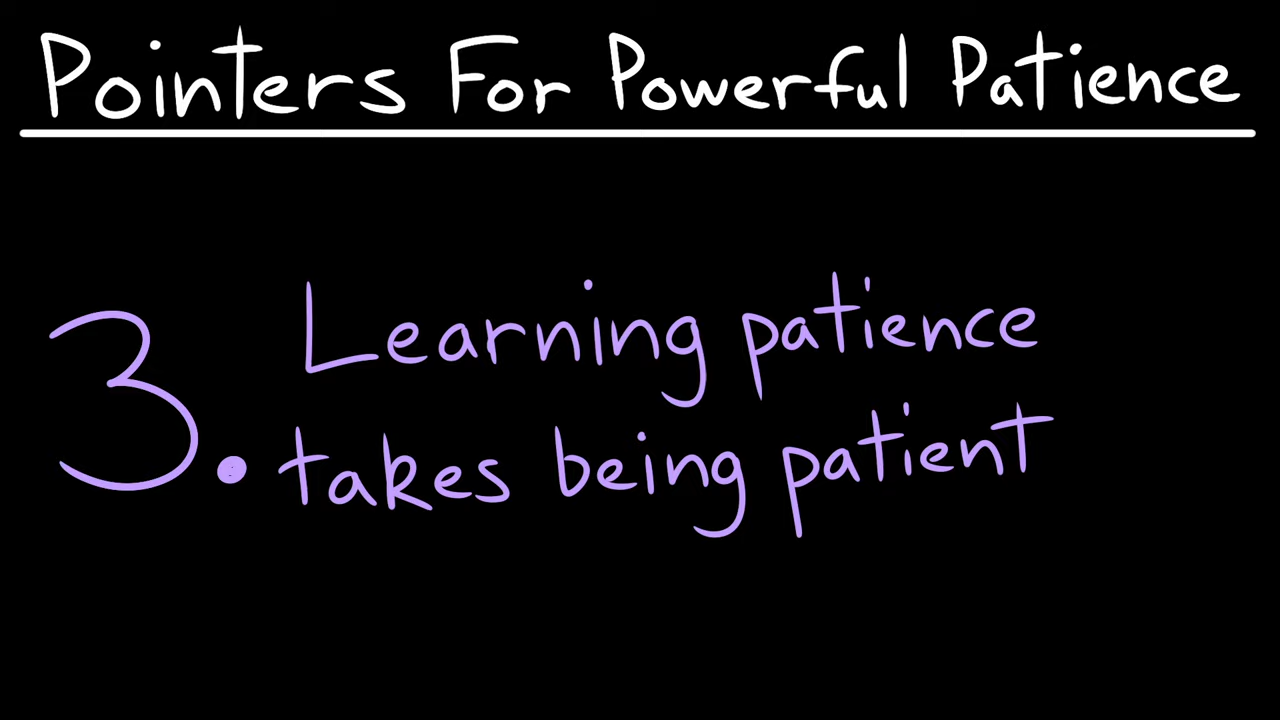 Pointers For Powerful Patience
3. Learning patience
takes being patient